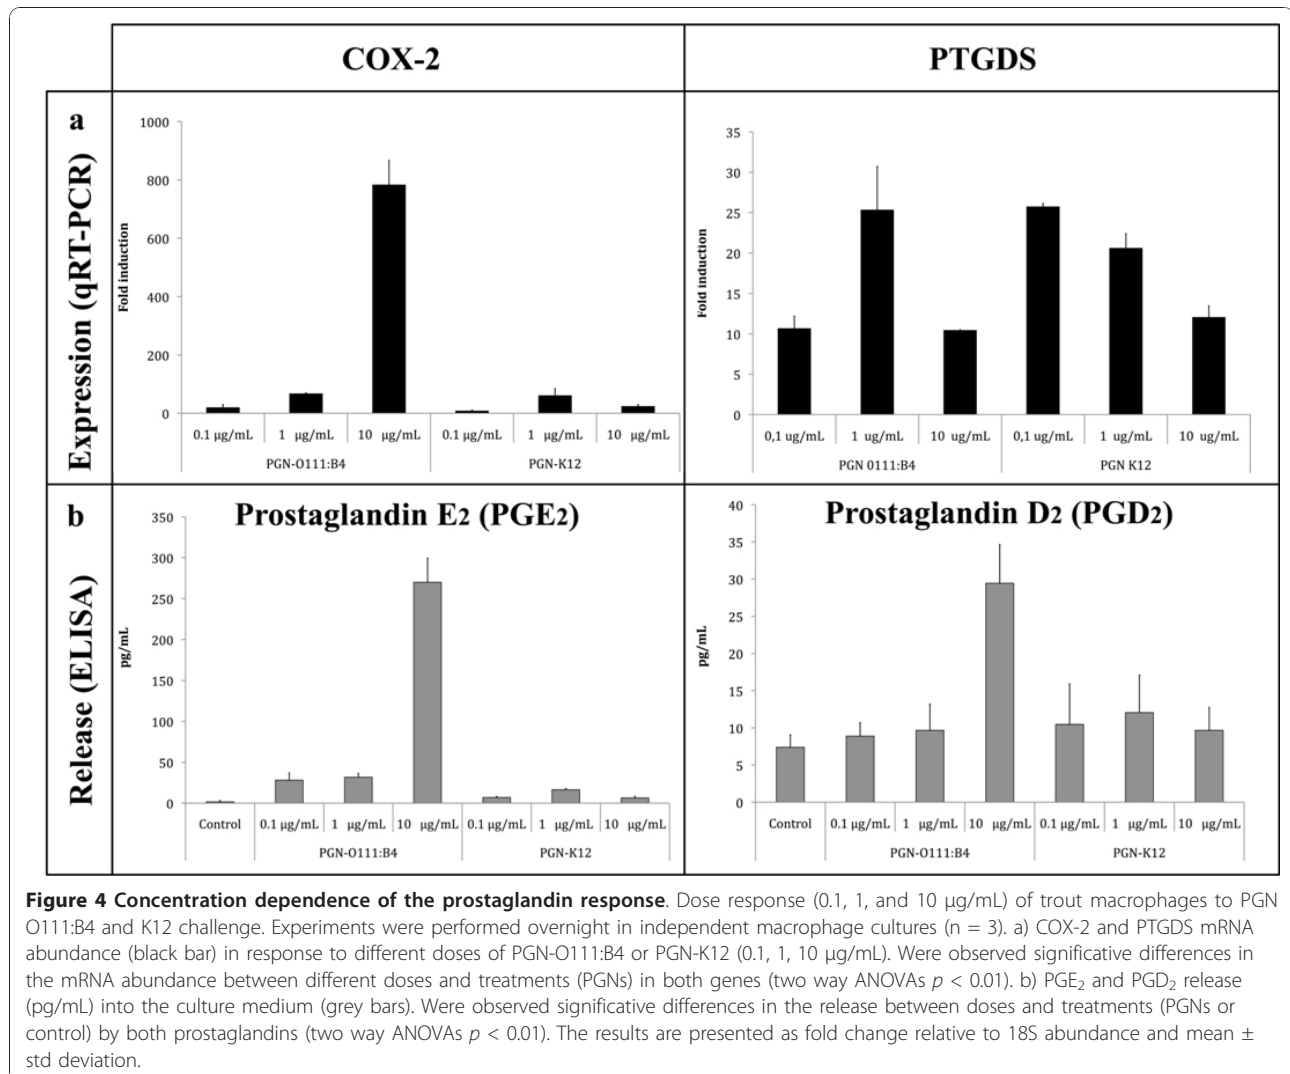 COX-2
PTGDS
a
Expression (qRT-PCR)
Fold induction
1000
800
600
400
200
0
0.1 µg/mL 1 µg/mL 10 µg/mL 0.1 µg/mL 1 µg/mL 10 µg/mL
PGN-O111:B4 PGN-K12
Fold induction
35
30
25
20
15
10
5
0
0,1 ug/mL 1 ug/mL 10 ug/mL 0,1 ug/mL 1 ug/mL 10 ug/mL
PGN 0111:B4 PGN K12
b
Release (ELISA)
Prostaglandin E2 (PGE2)
pg/mL
350
300
250
200
150
100
50
0
Control 0.1 µg/mL 1 µg/mL 10 µg/mL 0.1 µg/mL 1 µg/mL 10 µg/mL
PGN-O111:B4 PGN-K12
Prostaglandin D2 (PGD2)
pg/mL
40
35
30
25
20
15
10
5
0
Control 0.1 µg/mL 1 µg/mL 10 µg/mL 0.1 µg/mL 1 µg/mL 10 µg/mL
PGN-O111:B4 PGN-K12
Figure 4 Concentration dependence of the prostaglandin response. Dose response (0.1, 1, and 10 µg/mL) of trout macrophages to PGN
O111:B4 and K12 challenge. Experiments were performed overnight in independent macrophage cultures (n = 3). a) COX-2 and PTGDS mRNA
abundance (black bar) in response to different doses of PGN-O111:B4 or PGN-K12 (0.1, 1, 10 µg/mL). Were observed significative differences in
the mRNA abundance between different doses and treatments (PGNs) in both genes (two way ANOVAs p < 0.01). b) PGE2 and PGD2 release
(pg/mL) into the culture medium (grey bars). Were observed significative differences in the release between doses and treatments (PGNs or
control) by both prostaglandins (two way ANOVAs p < 0.01). The results are presented as fold change relative to 18S abundance and mean ±
std deviation.